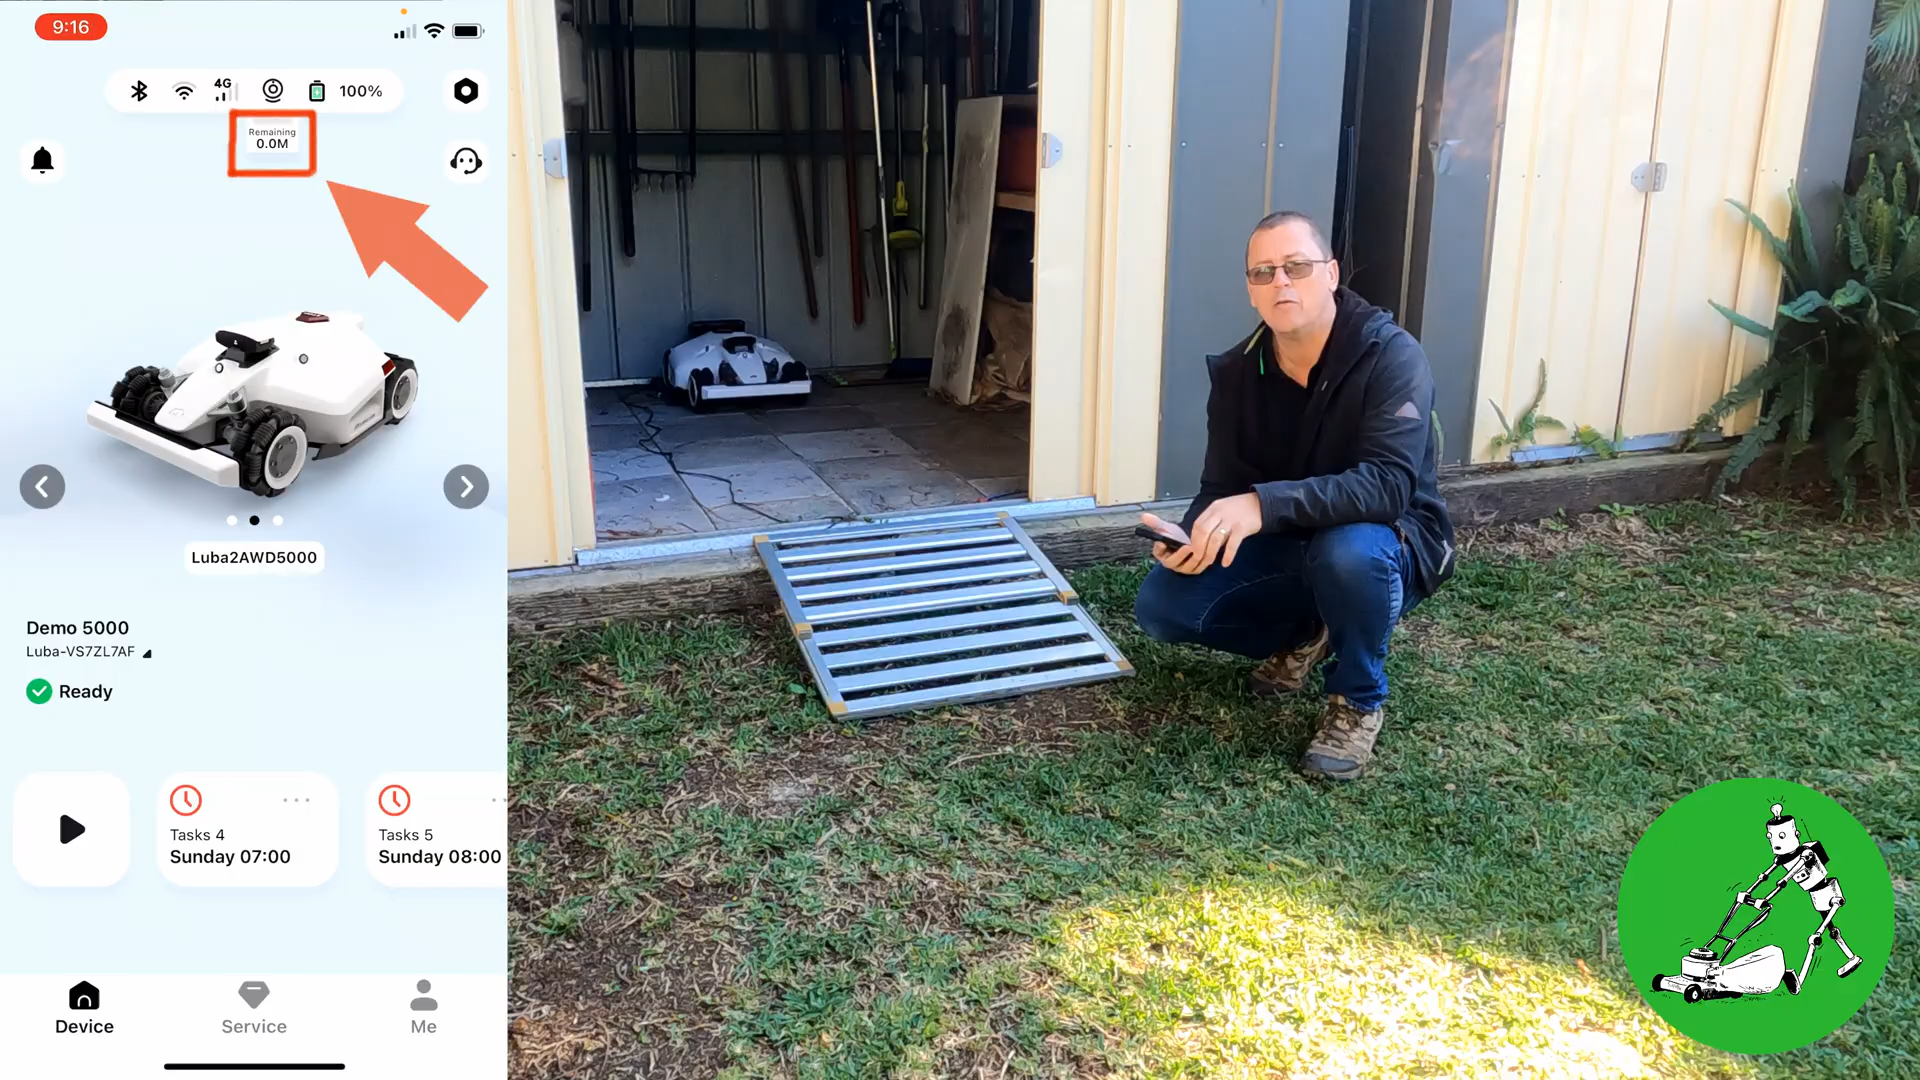 9:16
4G
100%
Remaining
0.0M
Luba2AWD5000
Demo 5000
Luba-VS7ZL7AF
Ready
Tasks 4
Sunday 07:00
Tasks 5
Sunday 08:00
Device
Service
Me